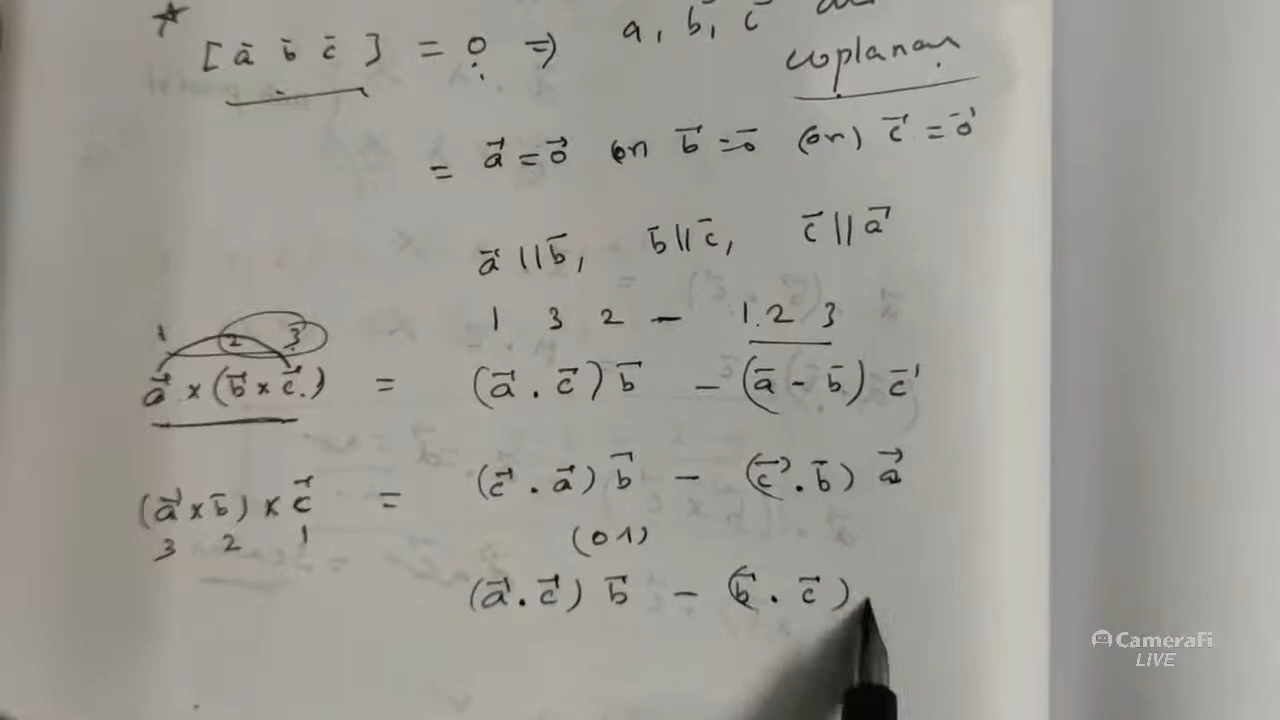 [a⃗ b̄ c̄] = 0 ⇒ a, b̄, c̄
coplanar
= a⃗ = 0⃗ or b̄ = 0̄ (or) c⃗ = 0̄
a⃗ || b̄, b̄ || c̄, c̄ || a⃗
1 3 2 - 1.2 3
1 2 3
a⃗ × (b̄ × c⃗.) = (a⃗ . c̄) b̄ - (ā - b̄) c̄'
(a⃗ × b̄) × c⃗ = (c⃗ . a⃗) b̄ - (c⃗ . b̄) a⃗
3 2 1
(01)
(a⃗ . c⃗) b̄ - (b̄ . c̄)
CameraFi
LIVE